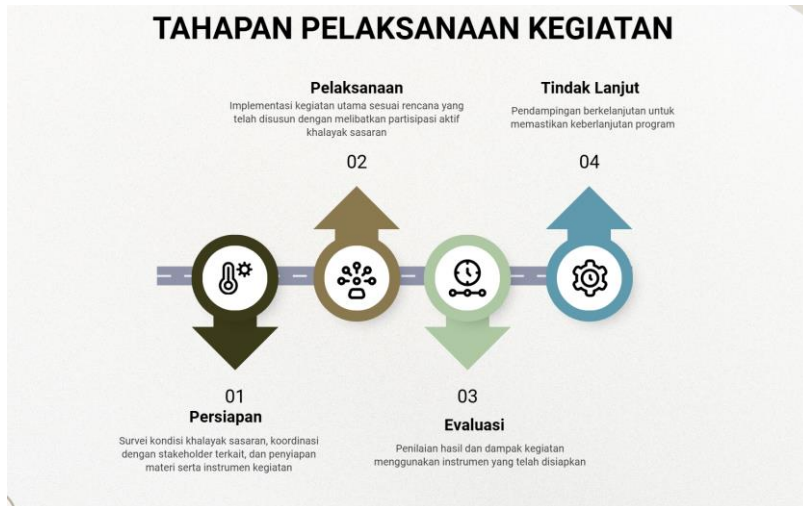 TAHAPAN PELAKSANAAN KEGIATAN
01
Persiapan
Survei kondisi khalayak sasaran, koordinasi
dengan stakeholder terkait, dan penyiapan
materi serta instrumen kegiatan
Pelaksanaan
Implementasi kegiatan utama sesuai rencana yang
telah disusun dengan melibatkan partisipasi aktif
khalayak sasaran
02
03
Evaluasi
Penilaian hasil dan dampak kegiatan
menggunakan instrumen yang telah disiapkan
Tindak Lanjut
Pendampingan berkelanjutan untuk
memastikan keberlanjutan program
04